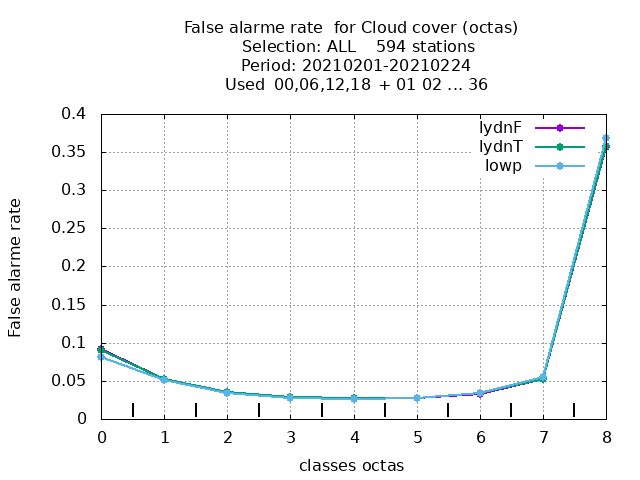 False alarme rate  for Cloud cover (octas)
Selection: ALL    594 stations
Period: 20210201-20210224
Used  00,06,12,18  + 01 02 ... 36
lydnF
lydnT
lowp
0.4
0.35
0.3
0.25
0.2
0.15
0.1
0.05
0
False alarme rate
0 1 2 3 4 5 6 7 8
classes octas